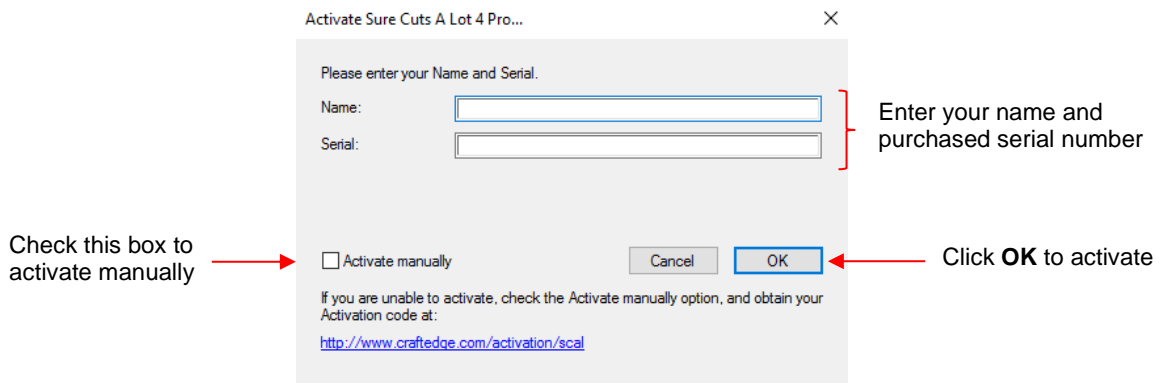 Activate Sure Cuts A Lot 4 Pro...
Please enter your Name and Serial.
Name:
Serial:
Enter your name and
purchased serial number
Check this box to
activate manually
Activate manually
Cancel
OK
Click OK to activate
If you are unable to activate, check the Activate manually option, and obtain your
Activation code at:
http://www.craftedge.com/activation/scal